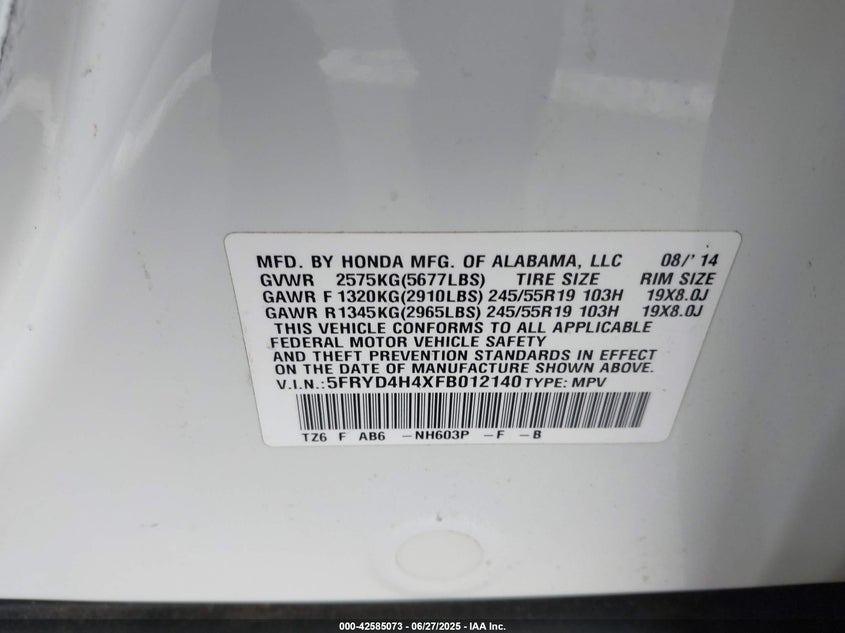 MFD. BY HONDA MFG. OF ALABAMA, LLC 08/' 14
GVWR 2575KG(5677LBS) TIRE SIZE RIM SIZE
GAWR F 1320KG(2910LBS) 245/55R19 103H 19X8.0J
GAWR R1345KG(2965LBS) 245/55R19 103H 19X8.0J
THIS VEHICLE CONFORMS TO ALL APPLICABLE
FEDERAL MOTOR VEHICLE SAFETY
AND THEFT PREVENTION STANDARDS IN EFFECT
ON THE DATE OF MANUFACTURE SHOWN ABOVE.
V.I.N.:5FRYD4H4XFB012140 TYPE: MPV
TZ6 F AB6 -NH603P -F -B
000-42585073 - 06/27/2025 - IAA Inc.